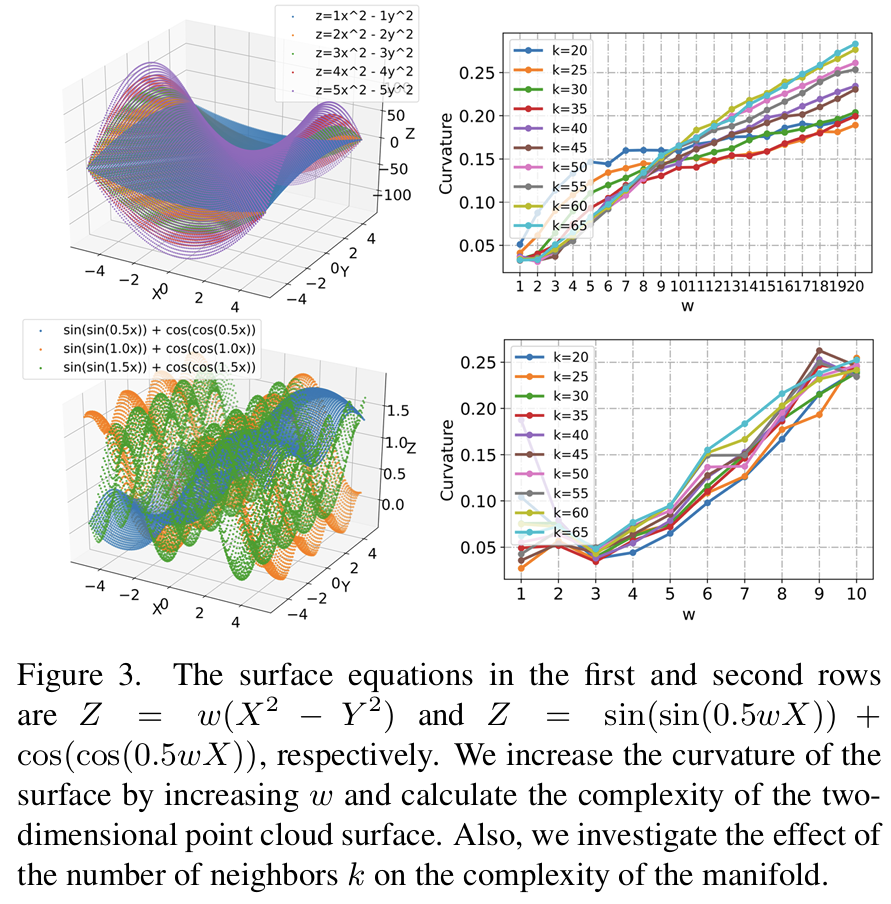 z=1x^2 - 1y^2
z=2x^2 - 2y^2
z=3x^2 - 3y^2
z=4x^2 - 4y^2
z=5x^2 - 5y^2
50
0
−50
−100
Z
−4
−2
0
2
4
X
−4
−2
0
2
4
Y
k=20
k=25
k=30
k=35
k=40
k=45
k=50
k=55
k=60
k=65
0.25
0.20
0.15
0.10
0.05
Curvature
1 2 3 4 5 6 7 8 9 1011121314151617181920
w
sin(sin(0.5x)) + cos(cos(0.5x))
sin(sin(1.0x)) + cos(cos(1.0x))
sin(sin(1.5x)) + cos(cos(1.5x))
1.5
1.0
0.5
0.0
Z
−4
−2
0
2
4
X
−4
−2
0
2
4
Y
k=20
k=25
k=30
k=35
k=40
k=45
k=50
k=55
k=60
k=65
0.25
0.20
0.15
0.10
0.05
Curvature
1 2 3 4 5 6 7 8 9 10
w
Figure 3. The surface equations in the first and second rows
are Z = w(X² − Y²) and Z = sin(sin(0.5wX)) +
cos(cos(0.5wX)), respectively. We increase the curvature of the
surface by increasing w and calculate the complexity of the two-
dimensional point cloud surface. Also, we investigate the effect of
the number of neighbors k on the complexity of the manifold.